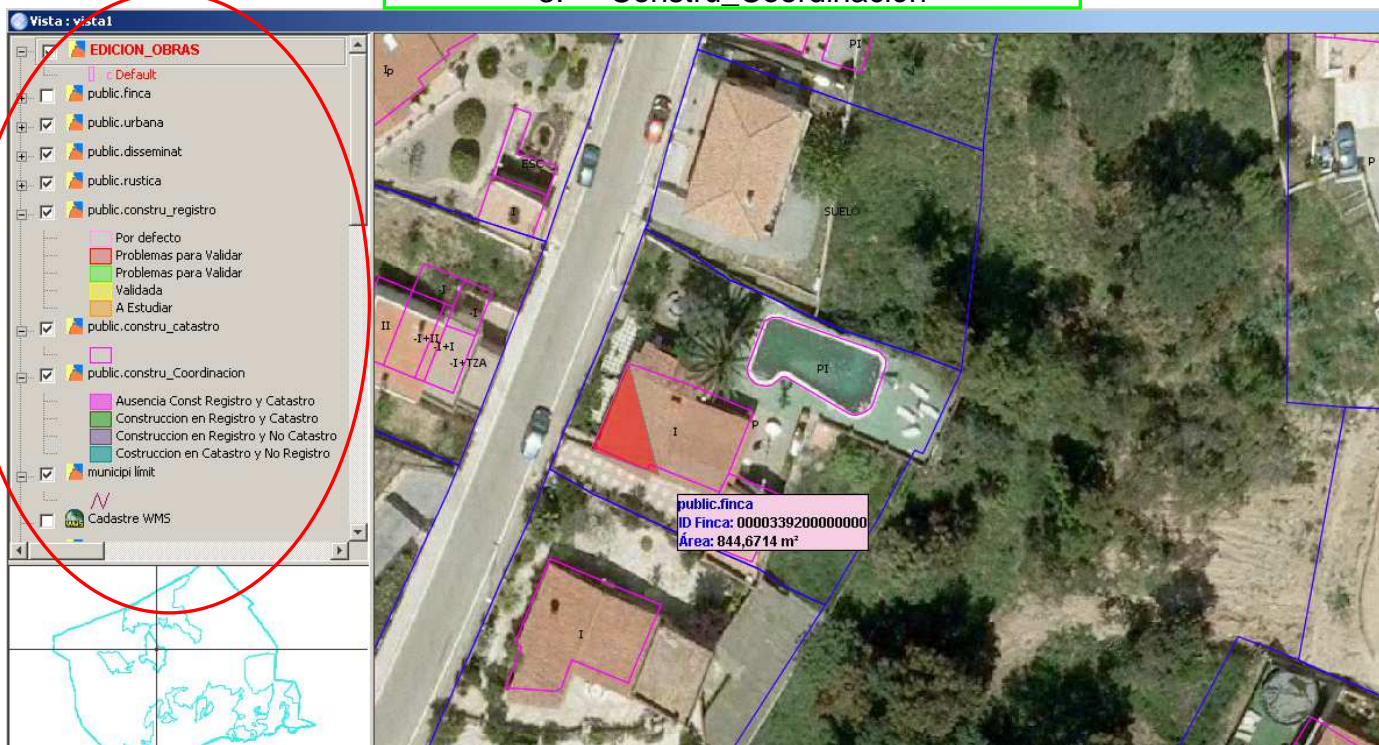 3. Constru_Coordinacion
Vista : vista1
EDICION_OBRAS
Default
public.finca
public.urbana
public.disseminat
public.rustica
public.constru_registro
Por defecto
Problemas para Validar
Problemas para Validar
Validada
A Estudiar
public.constru_catastro
public.constru_Coordinacion
Ausencia Const Registro y Catastro
Construccion en Registro y Catastro
Construccion en Registro y No Catastro
Costruccion en Catastro y No Registro
municipi límit
Cadastre WMS
PI
Ip
ESC
I
P
SUELO
-I
-I
II
-I+II
-I+I
-I+TZA
PI
I
P
public.finca
ID Finca: 0000339200000000
Área: 844,6714 m²
I